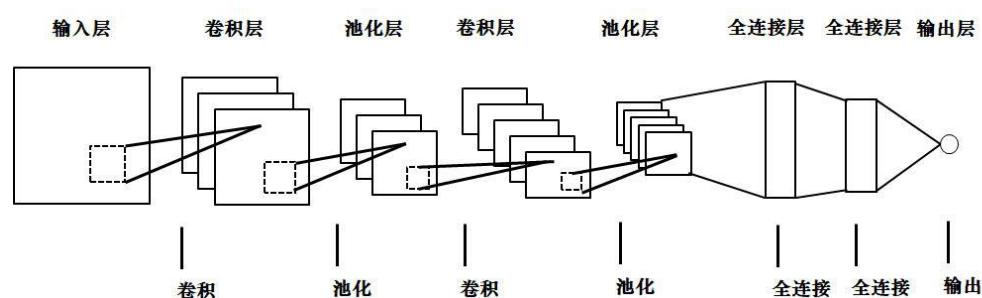 输入层 卷积层 池化层 卷积层 池化层 全连接层 全连接层 输出层
卷积 池化 卷积 池化 全连接 全连接 输出